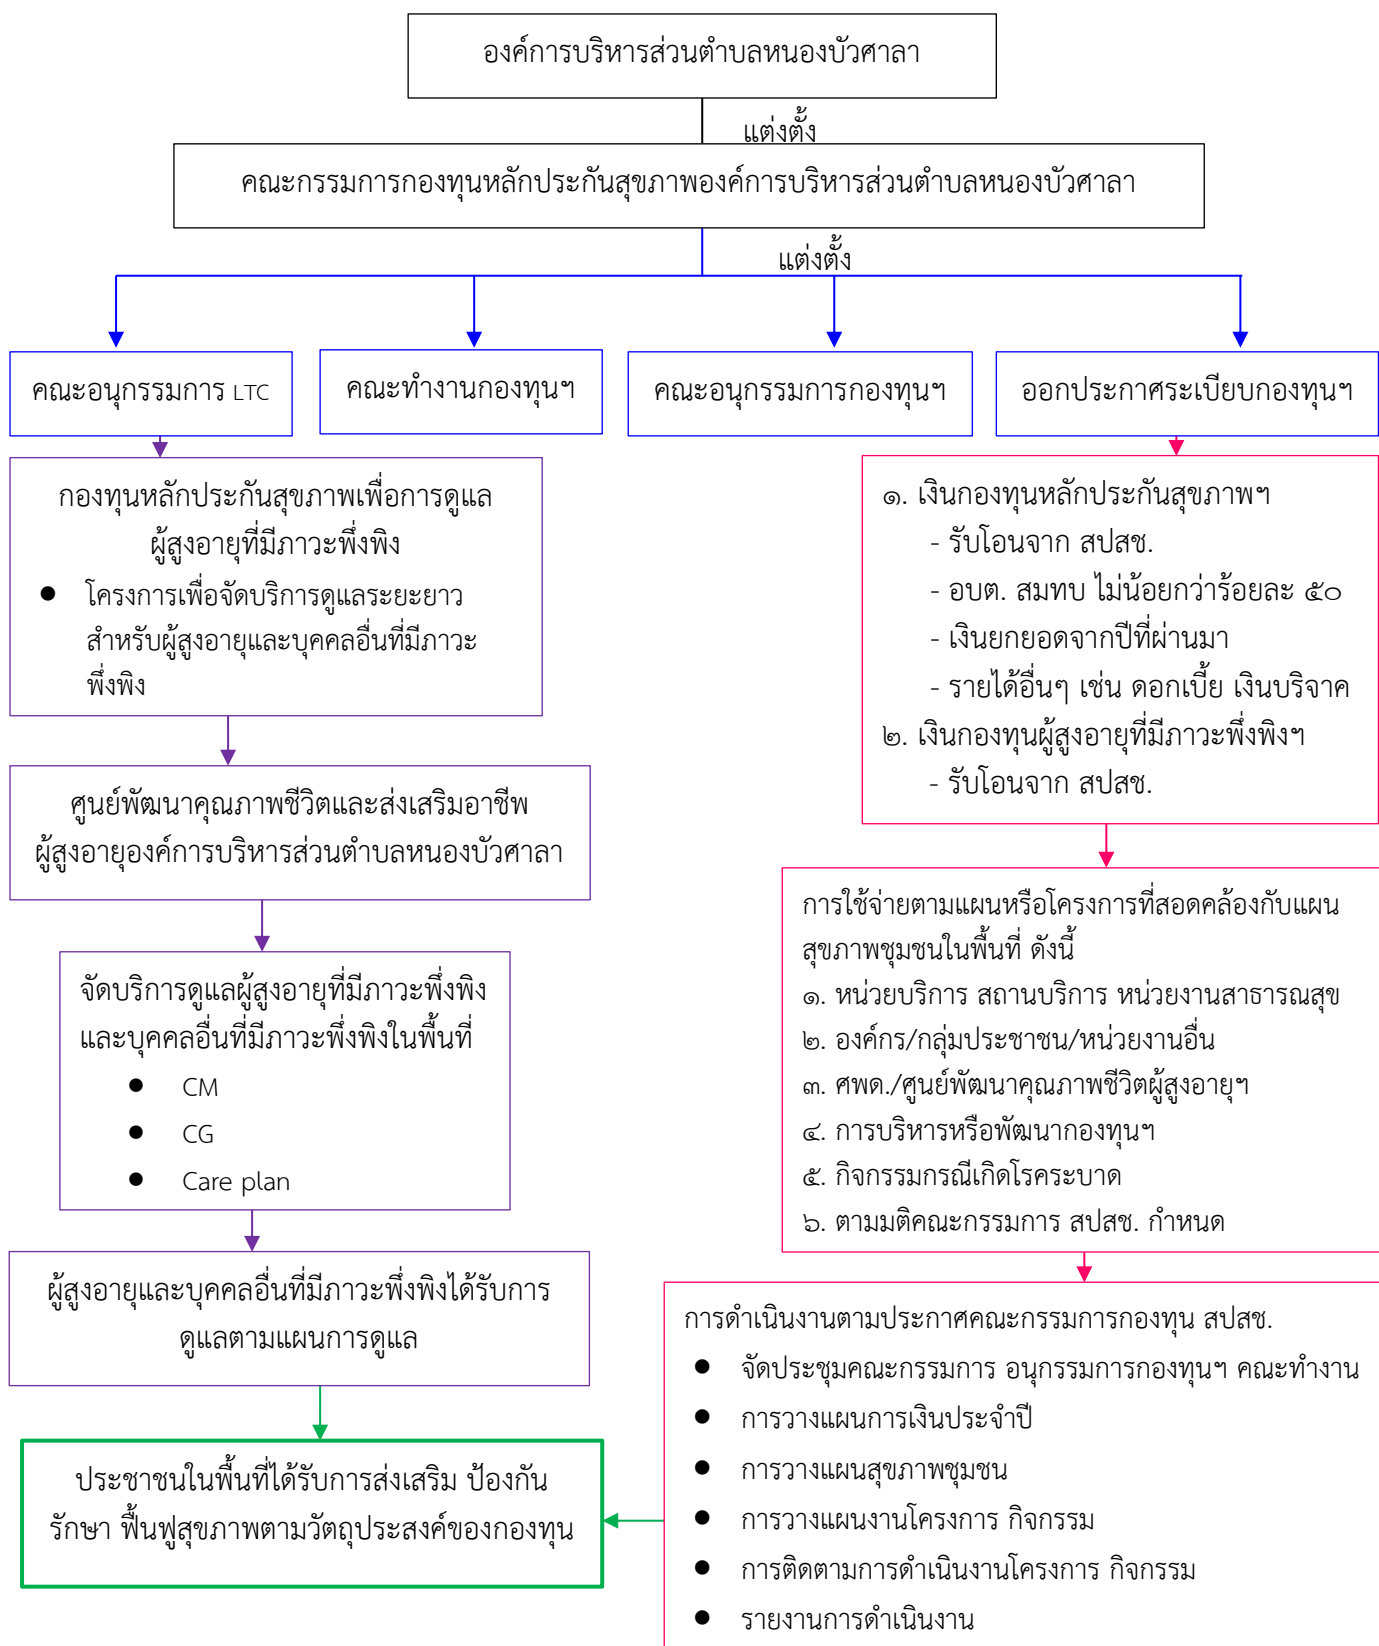 องค์การบริหารส่วนตำบลหนองบัวศาลา
แต่งตั้ง
คณะกรรมการกองทุนหลักประกันสุขภาพองค์การบริหารส่วนตำบลหนองบัวศาลา
แต่งตั้ง
คณะอนุกรรมการ LTC
คณะทำงานกองทุนฯ
คณะอนุกรรมการกองทุนฯ
ออกประกาศระเบียบกองทุนฯ
กองทุนหลักประกันสุขภาพเพื่อการดูแล
ผู้สูงอายุที่มีภาวะพึ่งพิง
● โครงการเพื่อจัดบริการดูแลระยะยาว
สำหรับผู้สูงอายุและบุคคลอื่นที่มีภาวะ
พึ่งพิง
ศูนย์พัฒนาคุณภาพชีวิตและส่งเสริมอาชีพ
ผู้สูงอายุองค์การบริหารส่วนตำบลหนองบัวศาลา
จัดบริการดูแลผู้สูงอายุที่มีภาวะพึ่งพิง
และบุคคลอื่นที่มีภาวะพึ่งพิงในพื้นที่
● CM
● CG
● Care plan
ผู้สูงอายุและบุคคลอื่นที่มีภาวะพึ่งพิงได้รับการ
ดูแลตามแผนการดูแล
ประชาชนในพื้นที่ได้รับการส่งเสริม ป้องกัน
รักษา ฟื้นฟูสุขภาพตามวัตถุประสงค์ของกองทุน
๑. เงินกองทุนหลักประกันสุขภาพฯ
- รับโอนจาก สปสช.
- อบต. สมทบ ไม่น้อยกว่าร้อยละ ๕๐
- เงินยกยอดจากปีที่ผ่านมา
- รายได้อื่นๆ เช่น ดอกเบี้ย เงินบริจาค
๒. เงินกองทุนผู้สูงอายุที่มีภาวะพึ่งพิงฯ
- รับโอนจาก สปสช.
การใช้จ่ายตามแผนหรือโครงการที่สอดคล้องกับแผน
สุขภาพชุมชนในพื้นที่ ดังนี้
๑. หน่วยบริการ สถานบริการ หน่วยงานสาธารณสุข
๒. องค์กร/กลุ่มประชาชน/หน่วยงานอื่น
๓. ศพด./ศูนย์พัฒนาคุณภาพชีวิตผู้สูงอายุฯ
๔. การบริหารหรือพัฒนากองทุนฯ
๕. กิจกรรมกรณีเกิดโรคระบาด
๖. ตามมติคณะกรรมการ สปสช. กำหนด
การดำเนินงานตามประกาศคณะกรรมการกองทุน สปสช.
● จัดประชุมคณะกรรมการ อนุกรรมการกองทุนฯ คณะทำงาน
● การวางแผนการเงินประจำปี
● การวางแผนสุขภาพชุมชน
● การวางแผนงานโครงการ กิจกรรม
● การติดตามการดำเนินงานโครงการ กิจกรรม
● รายงานการดำเนินงาน